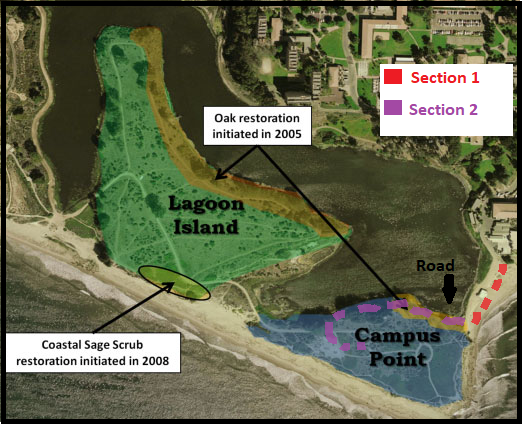 Section 1
Section 2
Oak restoration
initiated in 2005
Lagoon
Island
Road
Coastal Sage Scrub
restoration initiated in 2008
Campus
Point